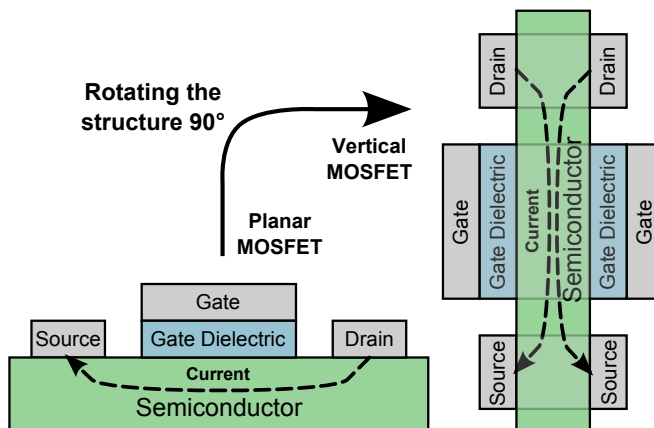 Rotating the
structure 90°
Vertical
MOSFET
Planar
MOSFET
Gate
Source
Gate Dielectric
Drain
Current
Semiconductor
Drain
Drain
Gate
Gate Dielectric
Current
Semiconductor
Gate Dielectric
Gate
Source
Source